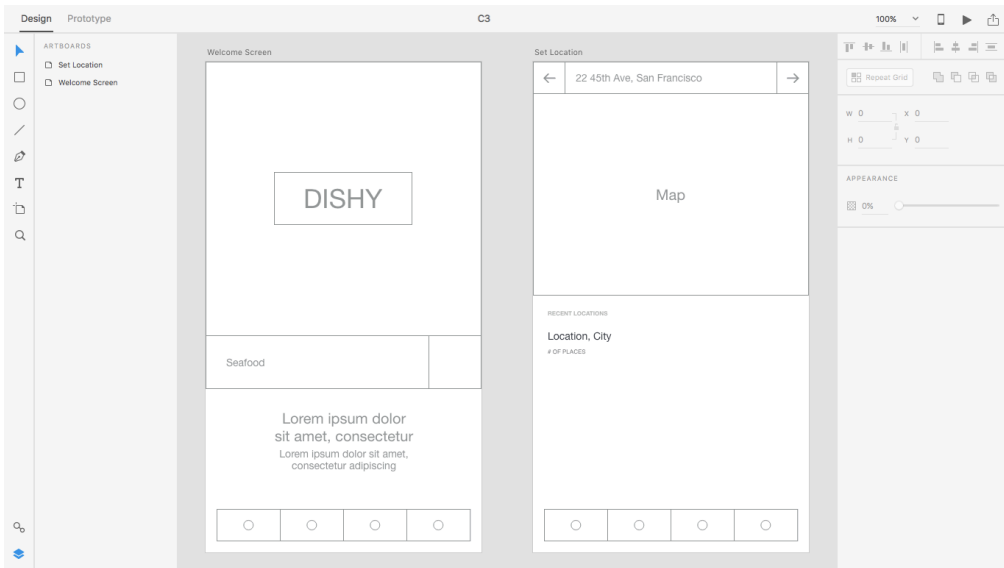 Design Prototype C3 100%
ARTBOARDS
Set Location
Welcome Screen
Welcome Screen
DISHY
Seafood
Lorem ipsum dolor
sit amet, consectetur
Lorem ipsum dolor sit amet,
consectetur adipiscing
Set Location
22 45th Ave, San Francisco
Map
RECENT LOCATIONS
Location, City
# OF PLACES
Repeat Grid
W 0 X 0
H 0 Y 0
APPEARANCE
0%